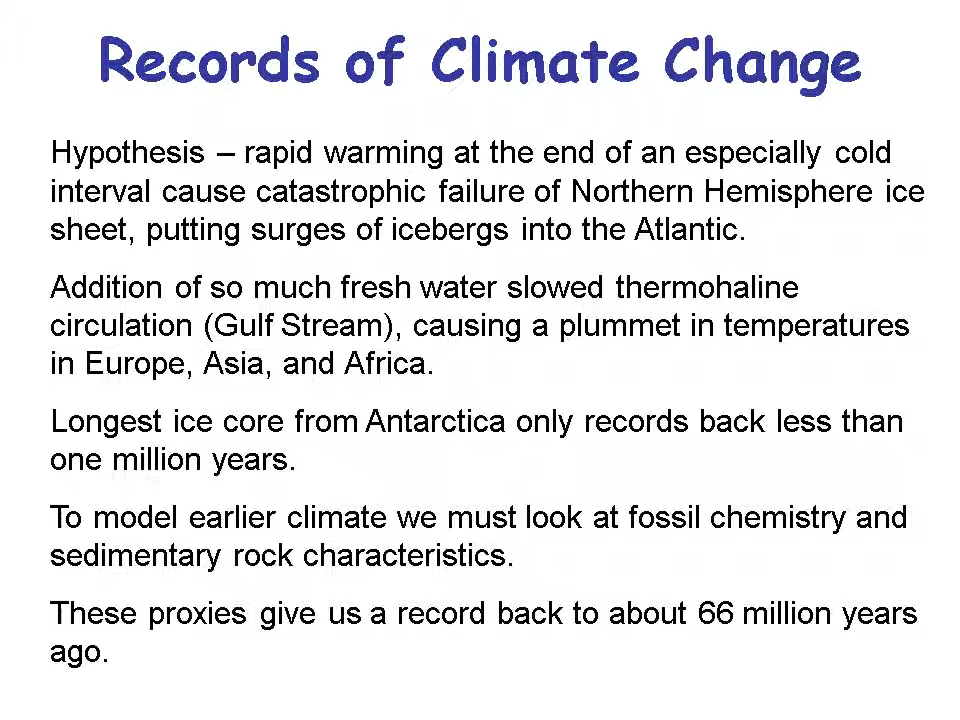 Records of Climate Change
Hypothesis – rapid warming at the end of an especially cold
interval cause catastrophic failure of Northern Hemisphere ice
sheet, putting surges of icebergs into the Atlantic.
Addition of so much fresh water slowed thermohaline
circulation (Gulf Stream), causing a plummet in temperatures
in Europe, Asia, and Africa.
Longest ice core from Antarctica only records back less than
one million years.
To model earlier climate we must look at fossil chemistry and
sedimentary rock characteristics.
These proxies give us a record back to about 66 million years
ago.